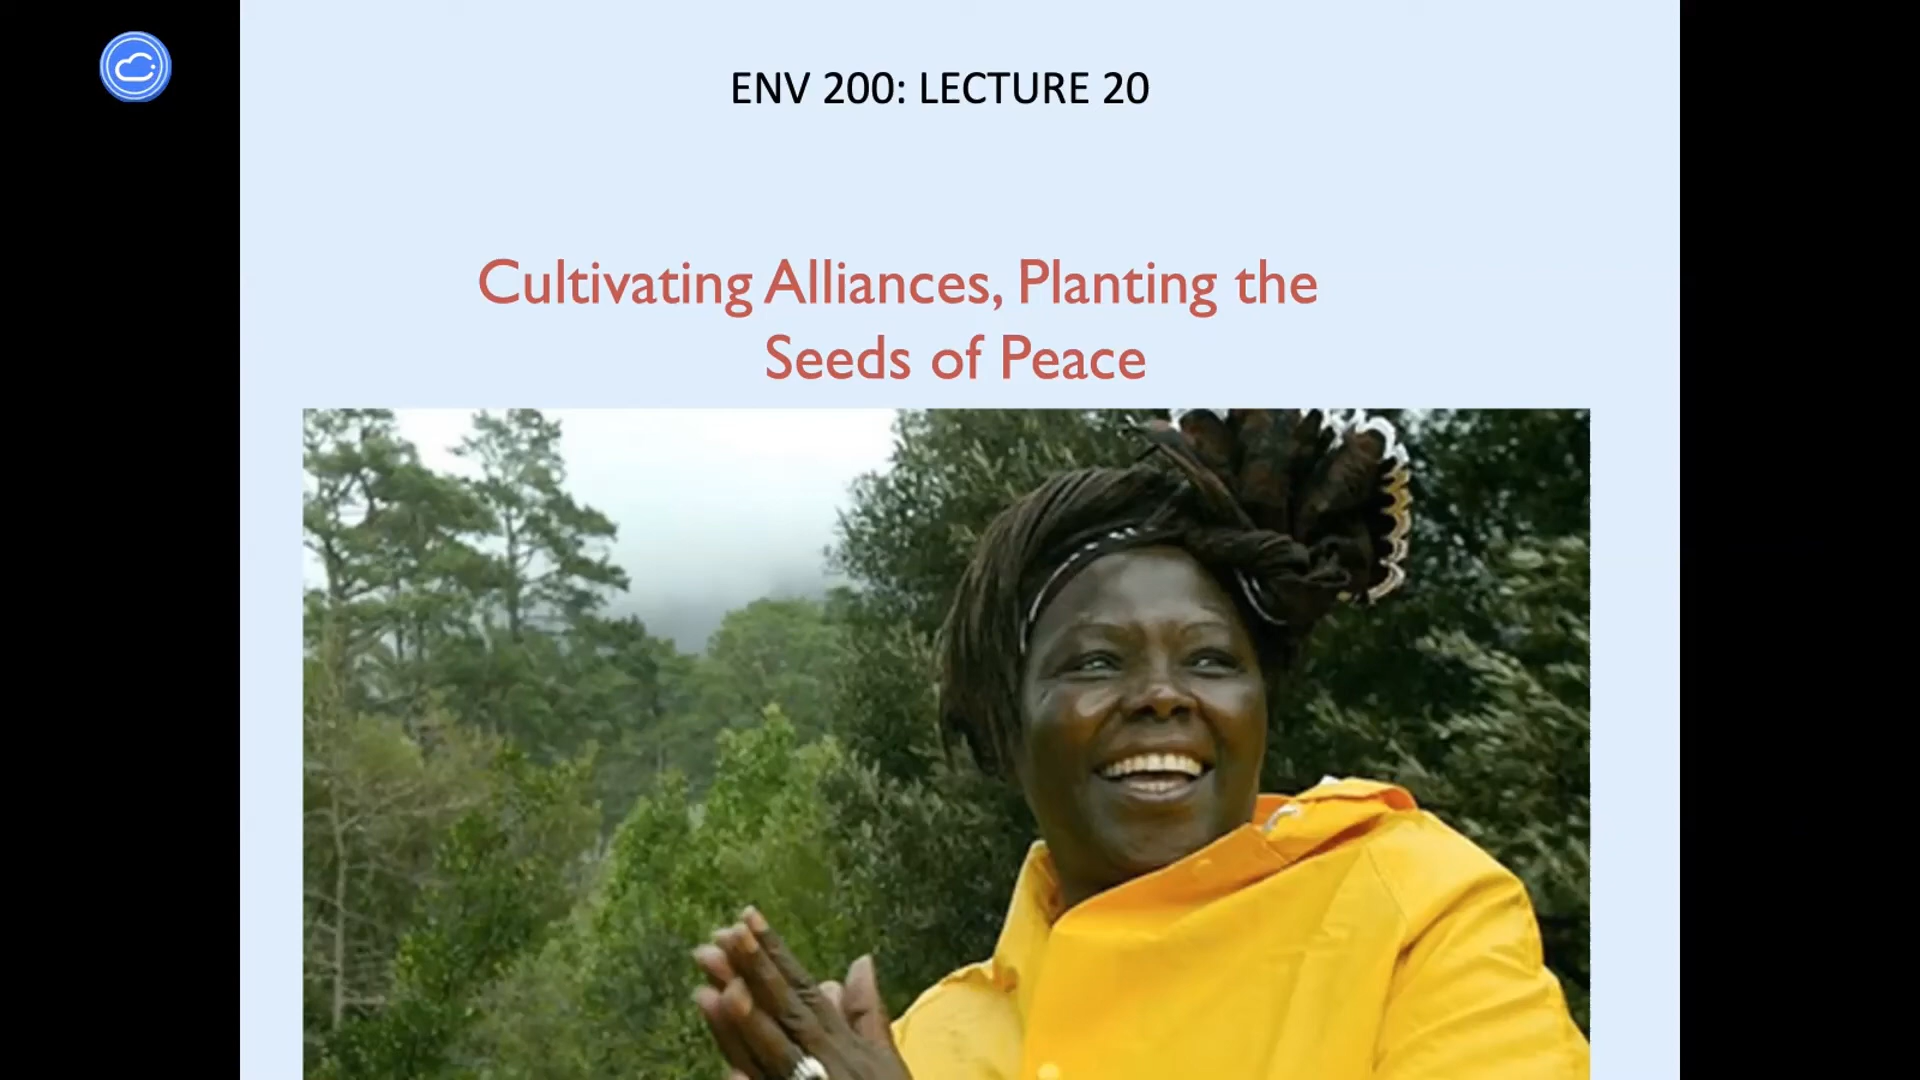 ENV 200: LECTURE 20
Cultivating Alliances, Planting the
Seeds of Peace